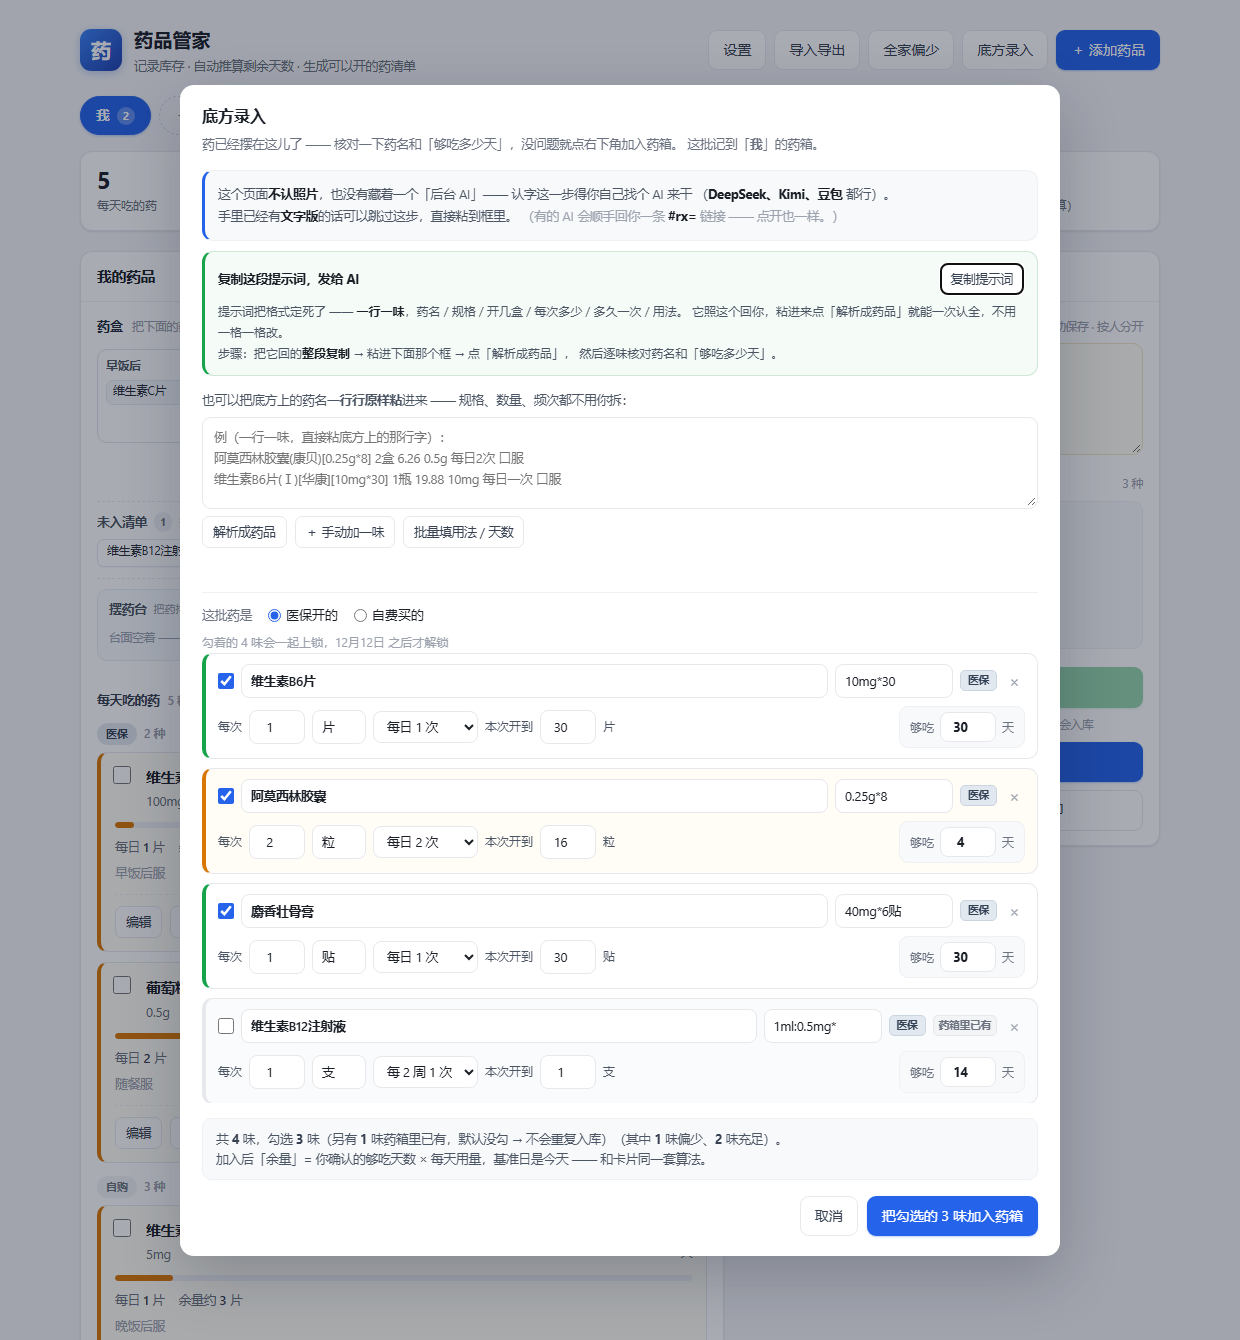 药
药品管家
记录库存 · 自动推算剩余天数 · 生成可以开的药清单
设置
导入导出
全家偏少
底方录入
+ 添加药品
我 2
5
每天吃的药
算）
我的药品
药盒 把下面的
动保存 · 按人分开
早饭后
维生素C片
3 种
未入清单 1
维生素B12注射
摆药台 把药
台面空着 ——
会入库
每天吃的药 5
医保 2 种
100mg
每日 1 片
早饭后服
编辑
葡萄
0.5g
每日 2 片
随餐服
编辑
自购 3 种
5mg
每日 1 片 余量约 3 片
晚饭后服
底方录入
药已经摆在这儿了 —— 核对一下药名和「够吃多少天」，没问题就点右下角加入药箱。 这批记到「我」的药箱。
这个页面不认照片，也没有藏着一个「后台 AI」—— 认字这一步得你自己找个 AI 来干 （DeepSeek、Kimi、豆包 都行）。
手里已经有文字版的话可以跳过这步，直接粘到框里。 （有的 AI 会顺手回你一条 #rx= 链接 —— 点开也一样。）
复制这段提示词，发给 AI
复制提示词
提示词把格式定死了 —— 一行一味，药名 / 规格 / 开几盒 / 每次多少 / 多久一次 / 用法。 它照这个回你，粘进来点「解析成药品」就能一次认全，不用
一格一格改。
步骤：把它回的整段复制 → 粘进下面那个框 → 点「解析成药品」， 然后逐味核对药名和「够吃多少天」。
也可以把底方上的药名一行行原样粘进来 —— 规格、数量、频次都不用你拆：
例（一行一味，直接粘底方上的那行字）：
阿莫西林胶囊(康贝)[0.25g*8] 2盒 6.26 0.5g 每日2次 口服
维生素B6片(Ⅰ)[华康][10mg*30] 1瓶 19.88 10mg 每日一次 口服
解析成药品
+ 手动加一味
批量填用法 / 天数
这批药是 医保开的 自费买的
勾着的 4 味会一起上锁，12月12日 之后才解锁
维生素B6片 10mg*30 医保 ×
每次 1 片 每日 1 次 本次开到 30 片 够吃 30 天
阿莫西林胶囊 0.25g*8 医保 ×
每次 2 粒 每日 2 次 本次开到 16 粒 够吃 4 天
麝香壮骨膏 40mg*6贴 医保 ×
每次 1 贴 每日 1 次 本次开到 30 贴 够吃 30 天
维生素B12注射液 1ml:0.5mg* 医保 药箱里已有 ×
每次 1 支 每 2 周 1 次 本次开到 1 支 够吃 14 天
共 4 味，勾选 3 味（另有 1 味药箱里已有，默认没勾 → 不会重复入库）（其中 1 味偏少、2 味充足）。
加入后「余量」= 你确认的够吃天数 × 每天用量，基准日是今天 —— 和卡片同一套算法。
取消
把勾选的 3 味加入药箱